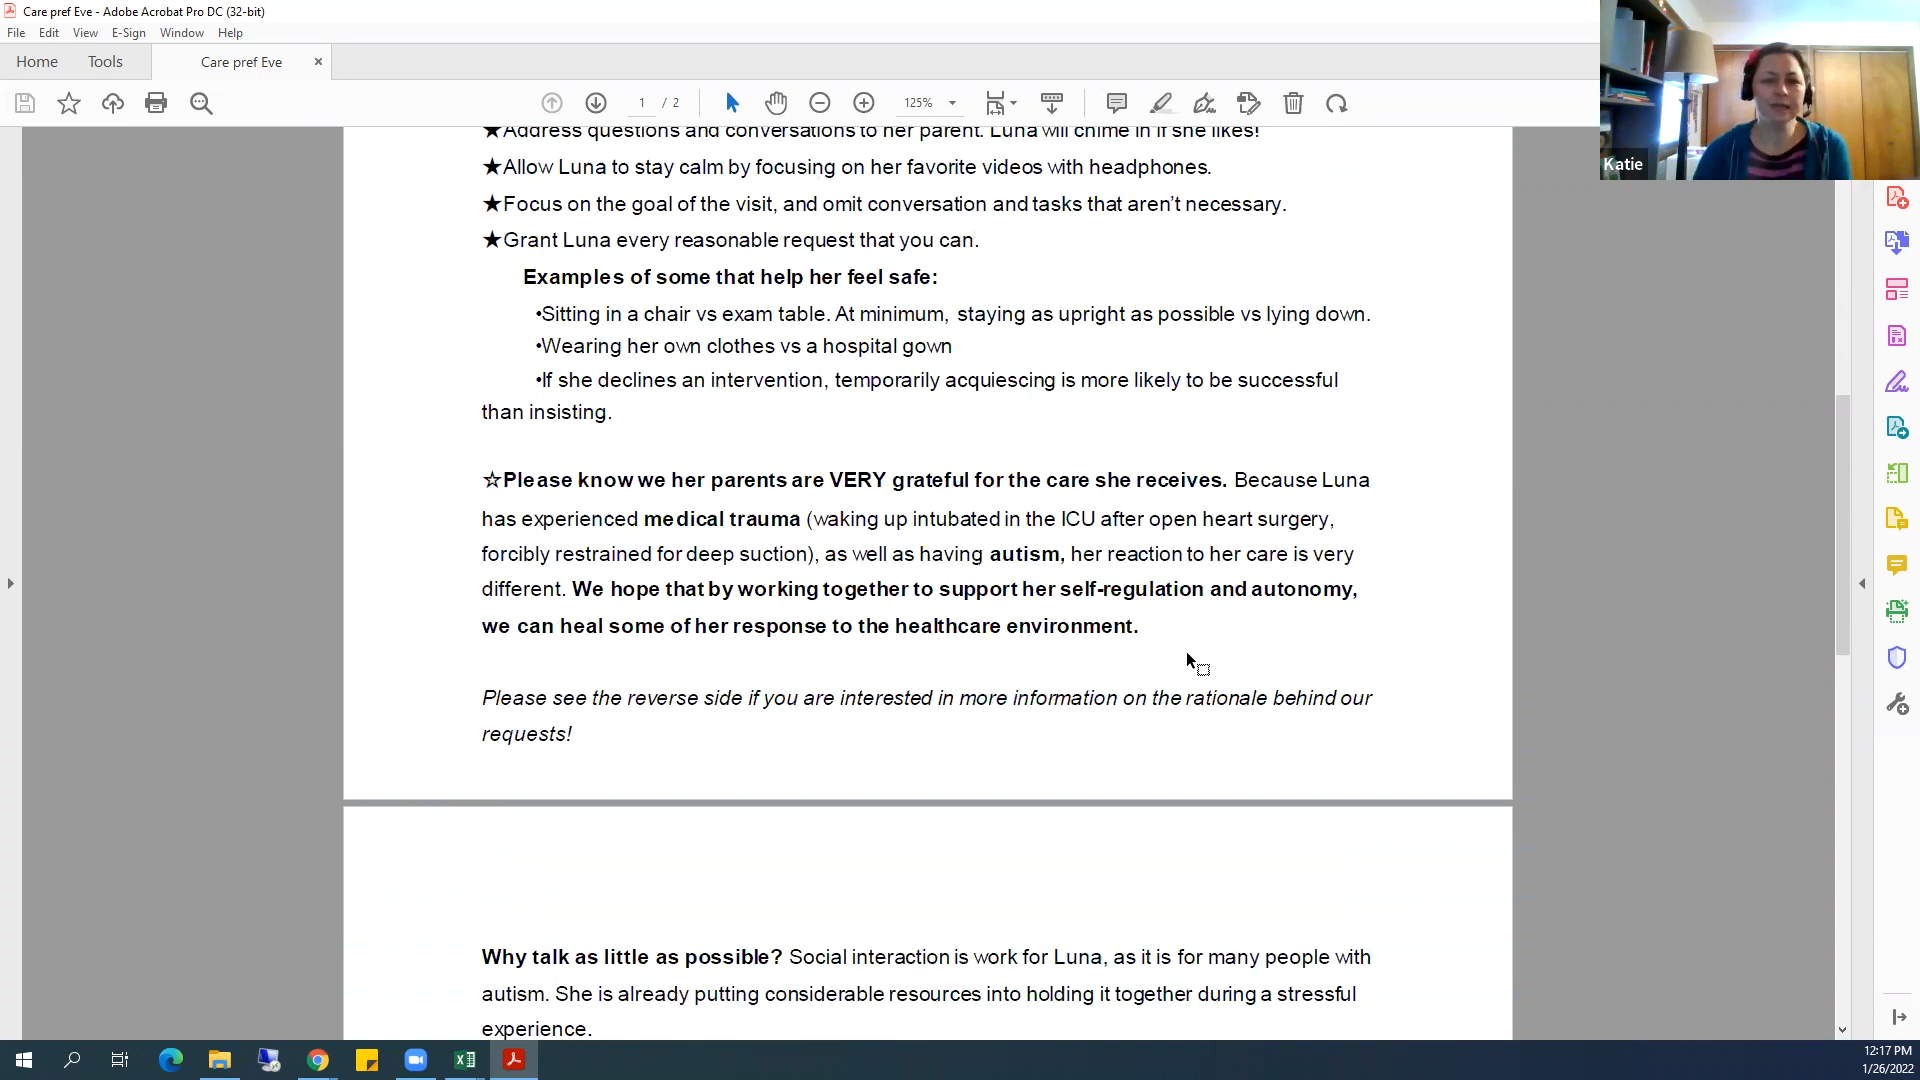 Care pref Eve - Adobe Acrobat Pro DC (32-bit)
File Edit View E-Sign Window Help
Home Tools Care pref Eve ×
1 / 2 125%
Katie
★Address questions and conversations to her parent. Luna will chime in if she likes!
★Allow Luna to stay calm by focusing on her favorite videos with headphones.
★Focus on the goal of the visit, and omit conversation and tasks that aren’t necessary.
★Grant Luna every reasonable request that you can.
Examples of some that help her feel safe:
•Sitting in a chair vs exam table. At minimum, staying as upright as possible vs lying down.
•Wearing her own clothes vs a hospital gown
•If she declines an intervention, temporarily acquiescing is more likely to be successful
than insisting.
☆Please know we her parents are VERY grateful for the care she receives. Because Luna
has experienced medical trauma (waking up intubated in the ICU after open heart surgery,
forcibly restrained for deep suction), as well as having autism, her reaction to her care is very
different. We hope that by working together to support her self-regulation and autonomy,
we can heal some of her response to the healthcare environment.
Please see the reverse side if you are interested in more information on the rationale behind our
requests!
Why talk as little as possible? Social interaction is work for Luna, as it is for many people with
autism. She is already putting considerable resources into holding it together during a stressful
experience.
12:17 PM
1/26/2022